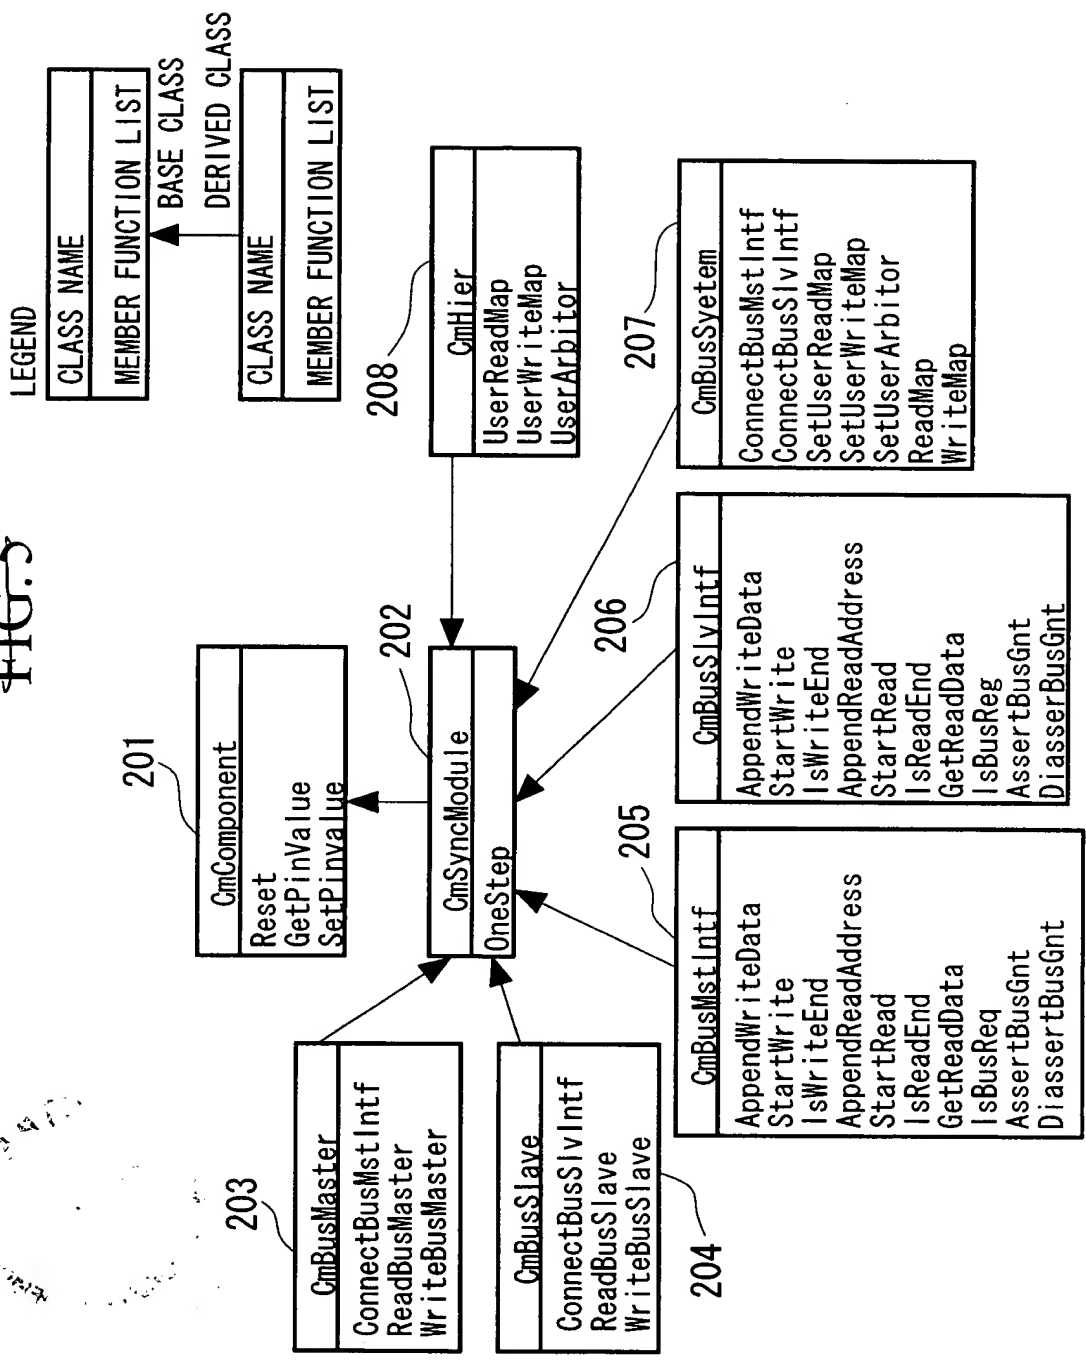 FIG.5
LEGEND
CLASS NAME
MEMBER FUNCTION LIST
BASE CLASS
DERIVED CLASS
CLASS NAME
MEMBER FUNCTION LIST
201
CmComponent
Reset
GetPinValue
SetPinvalue
202
CmSyncModule
OneStep
208
CmHier
UserReadMap
UserWriteMap
UserArbitor
203
CmBusMaster
ConnectBusMstIntf
ReadBusMaster
WriteBusMaster
CmBusSlave
ConnectBusSlvIntf
ReadBusSlave
WriteBusSlave
204
205
CmBusMstIntf
AppendWriteData
StartWrite
IsWriteEnd
AppendReadAddress
StartRead
IsReadEnd
GetReadData
IsBusReq
AssertBusGnt
DiassertBusGnt
206
CmBusSlvIntf
AppendWriteData
StartWrite
IsWriteEnd
AppendReadAddress
StartRead
IsReadEnd
GetReadData
IsBusReg
AssertBusGnt
DiasserBusGnt
207
CmBusSyetem
ConnectBusMstIntf
ConnectBusSlvIntf
SetUserReadMap
SetUserWriteMap
SetUserArbitor
ReadMap
WriteMap